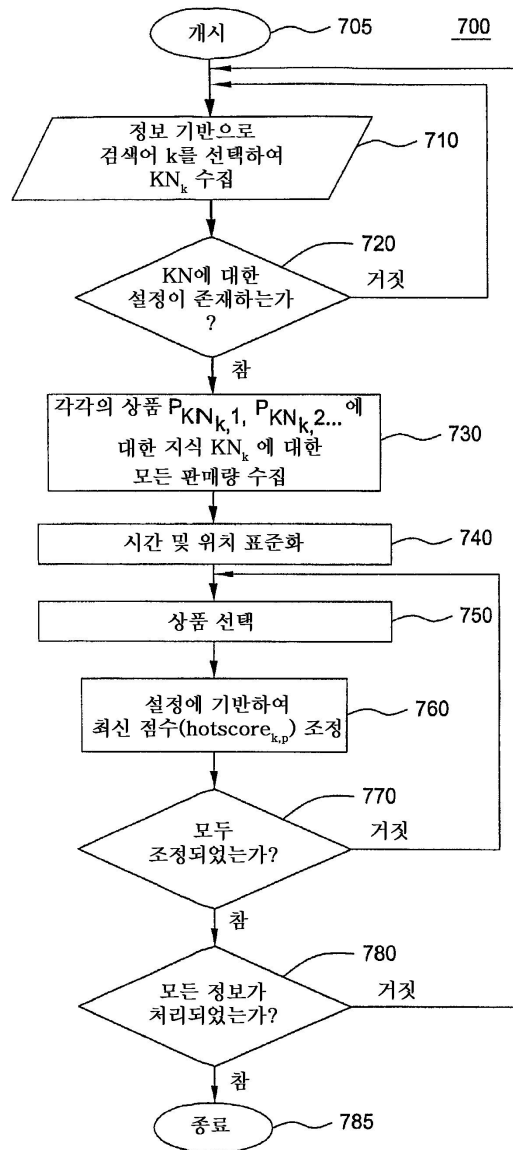 개시
705
700
정보 기반으로
검색어 k를 선택하여
KNₖ 수집
710
720
KN에 대한
설정이 존재하는가
?
거짓
참
각각의 상품 P_KNₖ,1, P_KNₖ,2... 에
대한 지식 KNₖ 에 대한
모든 판매량 수집
730
시간 및 위치 표준화
740
상품 선택
750
설정에 기반하여
최신 점수(hotscoreₖ,ₚ) 조정
760
770
모두
조정되었는가?
거짓
참
780
모든 정보가
처리되었는가?
거짓
참
종료
785